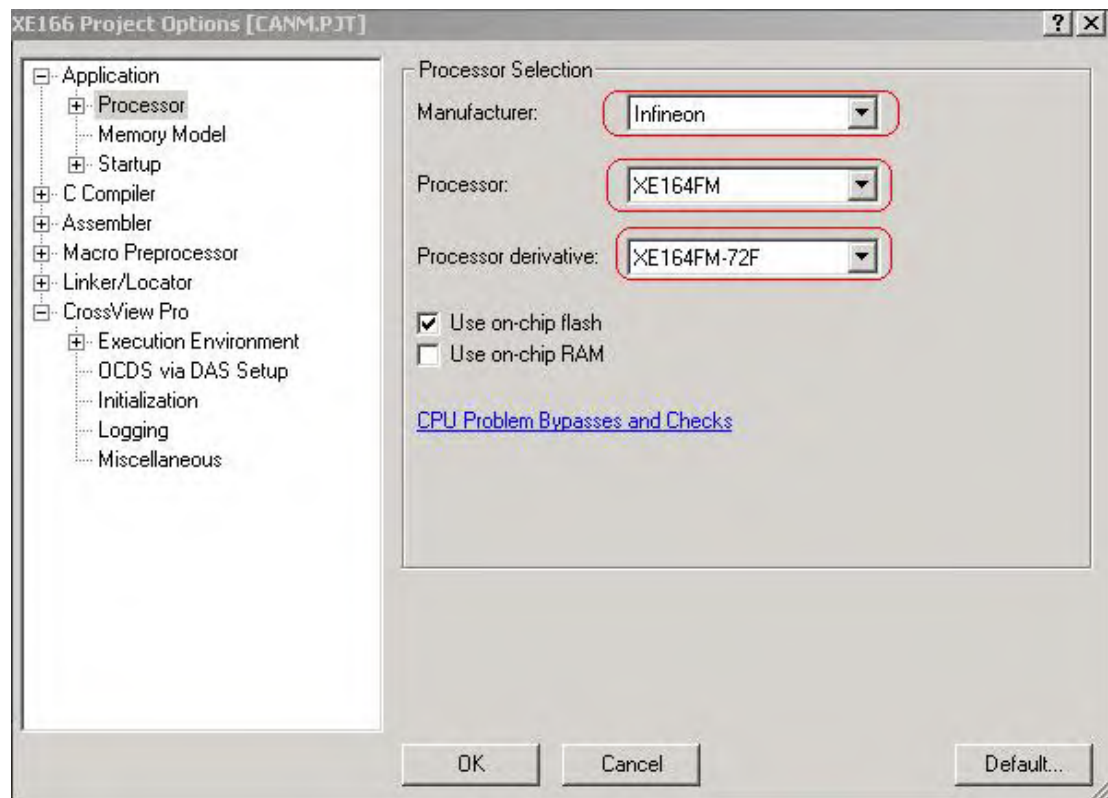 XE166 Project Options [CANM.PJT]
Application
Processor
Memory Model
Startup
C Compiler
Assembler
Macro Preprocessor
Linker/Locator
CrossView Pro
Execution Environment
OCDS via DAS Setup
Initialization
Logging
Miscellaneous
Processor Selection
Manufacturer: Infineon
Processor: XE164FM
Processor derivative: XE164FM-72F
Use on-chip flash
Use on-chip RAM
CPU Problem Bypasses and Checks
OK Cancel Default...